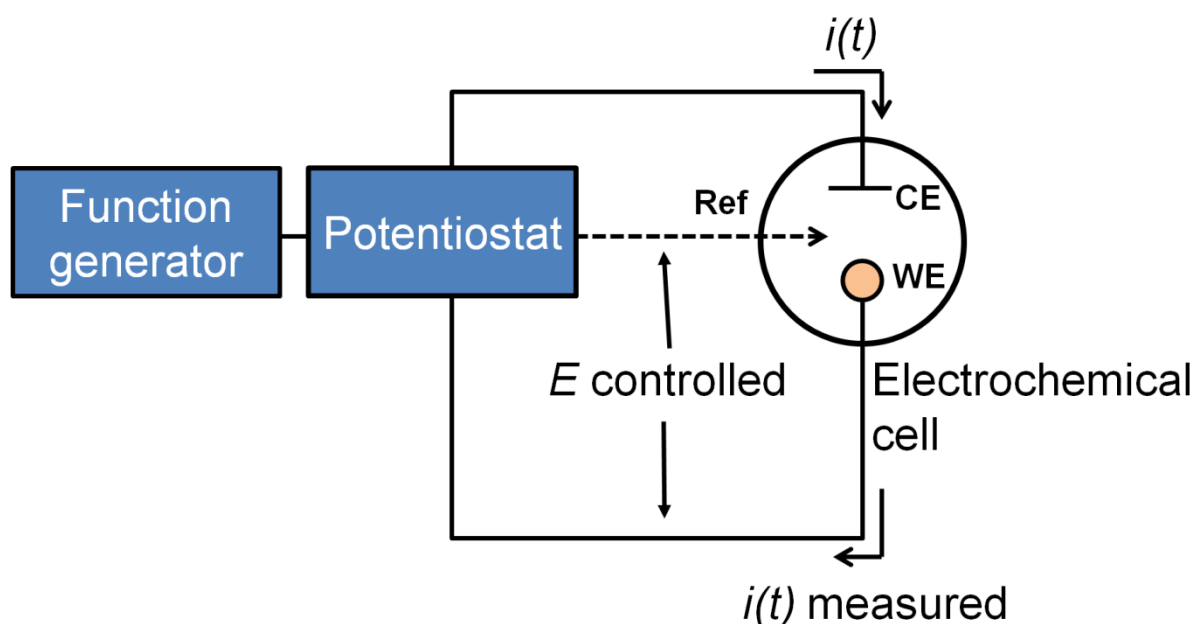 i(t)
Function
generator
Potentiostat
Ref
CE
WE
E controlled
Electrochemical
cell
i(t) measured